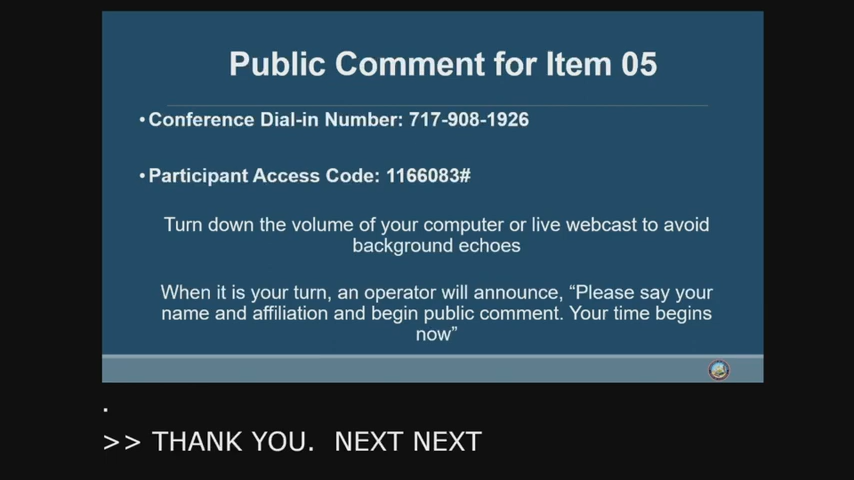 Public Comment for Item 05
•Conference Dial-in Number: 717-908-1926
•Participant Access Code: 1166083#
Turn down the volume of your computer or live webcast to avoid
background echoes
When it is your turn, an operator will announce, “Please say your
name and affiliation and begin public comment. Your time begins
now”
.
>> THANK YOU.  NEXT NEXT